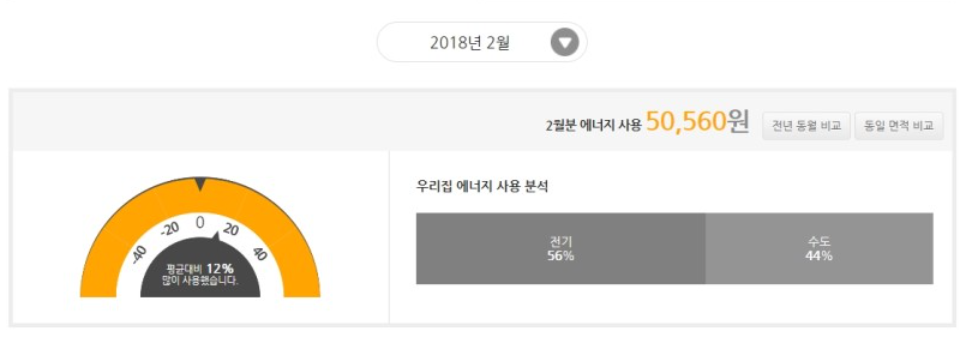 2018년 2월
2월분 에너지 사용 50,560원 전년 동월 비교 동일 면적 비교
우리집 에너지 사용 분석
-40 -20 0 20 40
평균대비 12%
많이 사용했습니다.
전기
56%
수도
44%